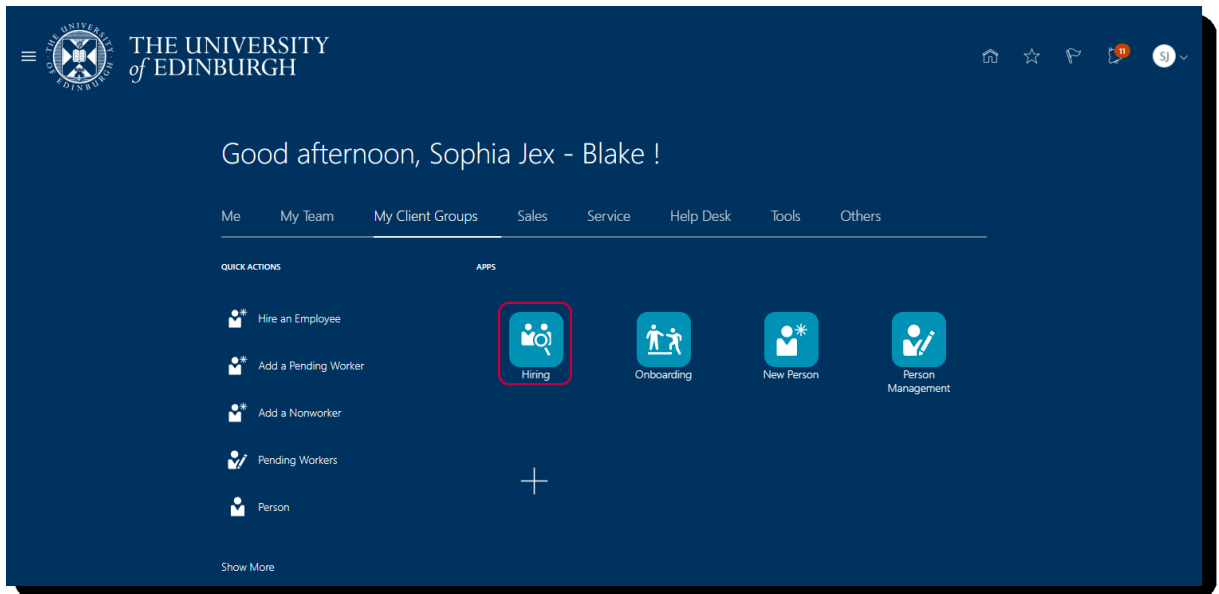 THE UNIVERSITY
of EDINBURGH
11
SJ
Good afternoon, Sophia Jex - Blake !
Me My Team My Client Groups Sales Service Help Desk Tools Others
QUICK ACTIONS
APPS
Hire an Employee
Add a Pending Worker
Add a Nonworker
Pending Workers
Person
Show More
Hiring
Onboarding
New Person
Person
Management